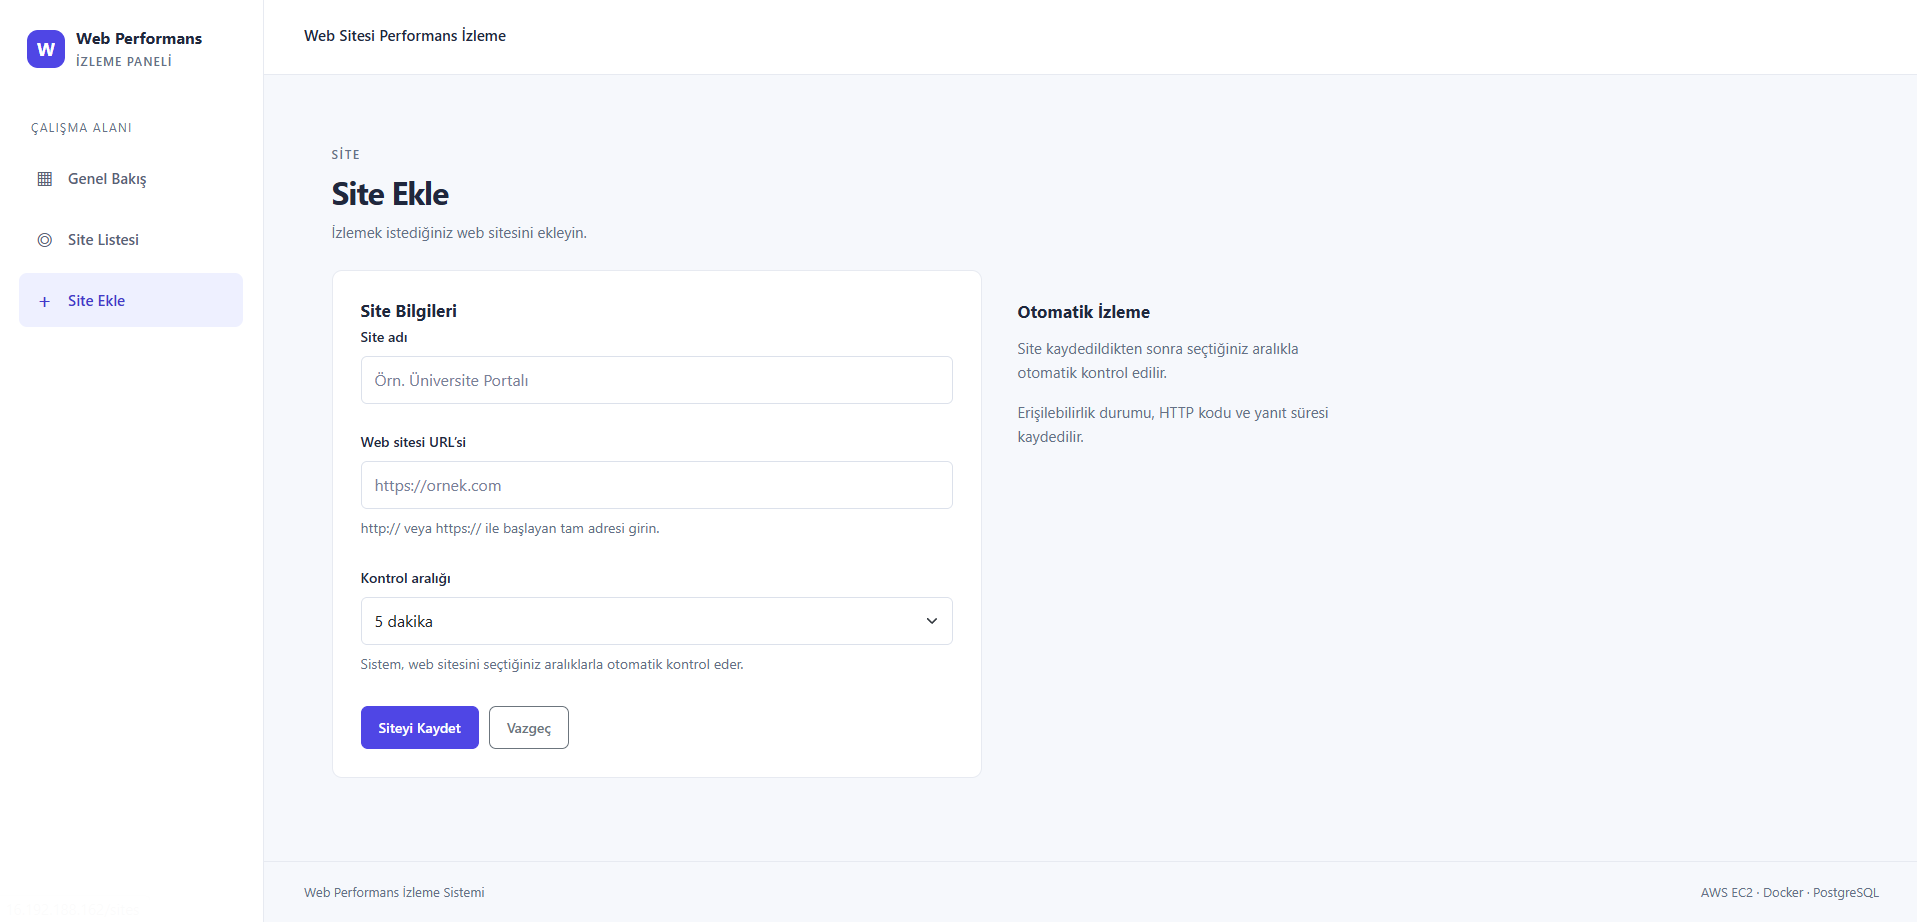 W
Web Performans
İZLEME PANELİ
ÇALIŞMA ALANI
Genel Bakış
Site Listesi
Site Ekle
Web Sitesi Performans İzleme
SİTE
Site Ekle
İzlemek istediğiniz web sitesini ekleyin.
Site Bilgileri
Site adı
Örn. Üniversite Portalı
Web sitesi URL'si
https://ornek.com
http:// veya https:// ile başlayan tam adresi girin.
Kontrol aralığı
5 dakika
Sistem, web sitesini seçtiğiniz aralıklarla otomatik kontrol eder.
Siteyi Kaydet
Vazgeç
Otomatik İzleme
Site kaydedildikten sonra seçtiğiniz aralıkla
otomatik kontrol edilir.
Erişilebilirlik durumu, HTTP kodu ve yanıt süresi
kaydedilir.
Web Performans İzleme Sistemi
AWS EC2 · Docker · PostgreSQL